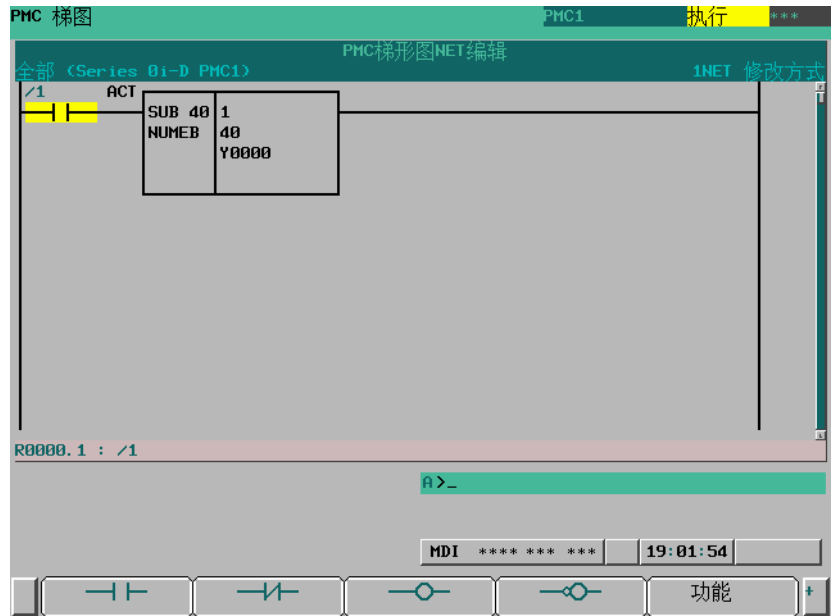 PMC 梯图 PMC1 执行 ***
PMC梯形图NET编辑
全部 (Series 0i-D PMC1) 1NET 修改方式
/1 ACT
SUB 40 1
NUMEB 40
Y0000
R0000.1 : /1
A>_
MDI **** *** *** 19:01:54
功能 +